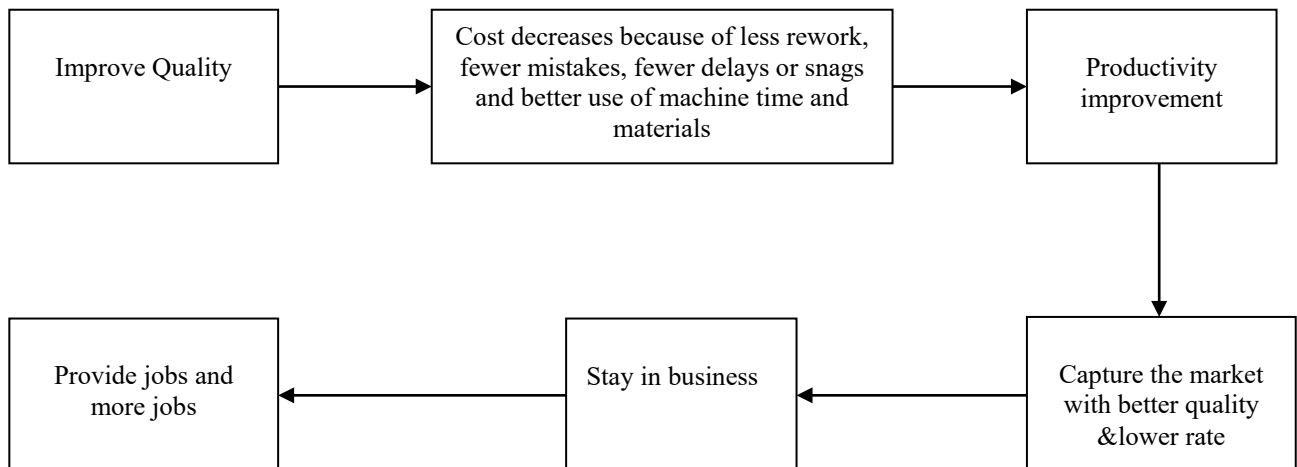 Improve Quality
Cost decreases because of less rework,
fewer mistakes, fewer delays or snags
and better use of machine time and
materials
Productivity
improvement
Capture the market
with better quality
&lower rate
Stay in business
Provide jobs and
more jobs